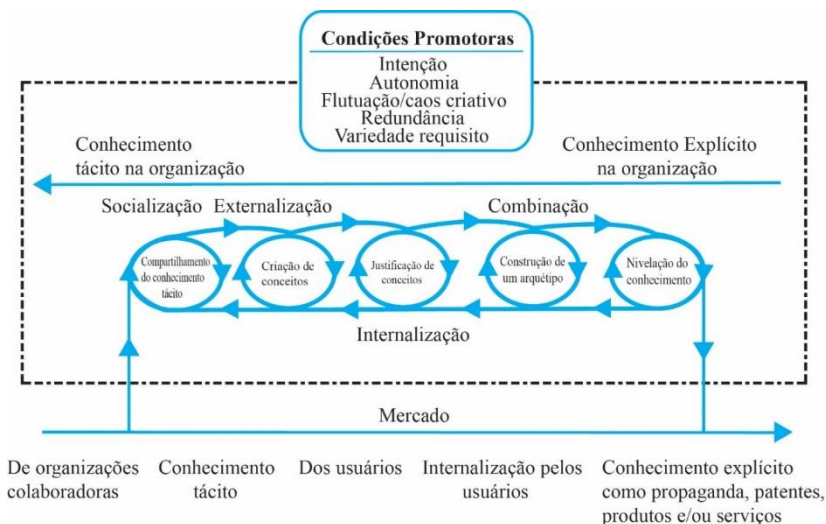 Condições Promotoras
Intenção
Autonomia
Flutuação/caos criativo
Redundância
Variedade requisito
Conhecimento
tácito na organização
Conhecimento Explícito
na organização
Socialização
Externalização
Combinação
Compartilhamento
do conhecimento
tácito
Criação de
conceitos
Justificação de
conceitos
Construção de
um arquétipo
Nivelação do
conhecimento
Internalização
Mercado
De organizações
colaboradoras
Conhecimento
tácito
Dos usuários
Internalização pelos
usuários
Conhecimento explícito
como propaganda, patentes,
produtos e/ou serviços